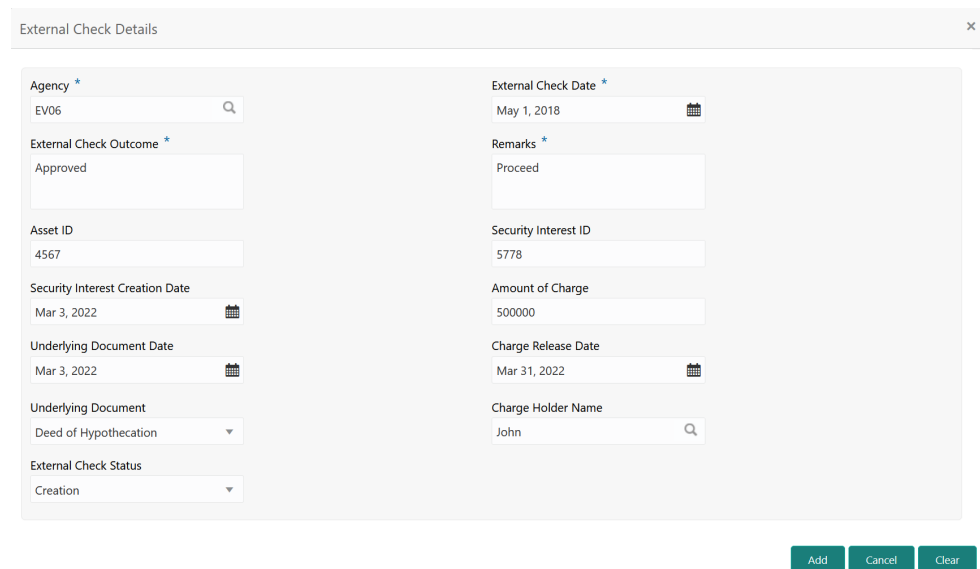 External Check Details ×
Agency * External Check Date *
EV06 May 1, 2018
External Check Outcome * Remarks *
Approved Proceed
Asset ID Security Interest ID
4567 5778
Security Interest Creation Date Amount of Charge
Mar 3, 2022 500000
Underlying Document Date Charge Release Date
Mar 3, 2022 Mar 31, 2022
Underlying Document Charge Holder Name
Deed of Hypothecation John
External Check Status
Creation
Add Cancel Clear